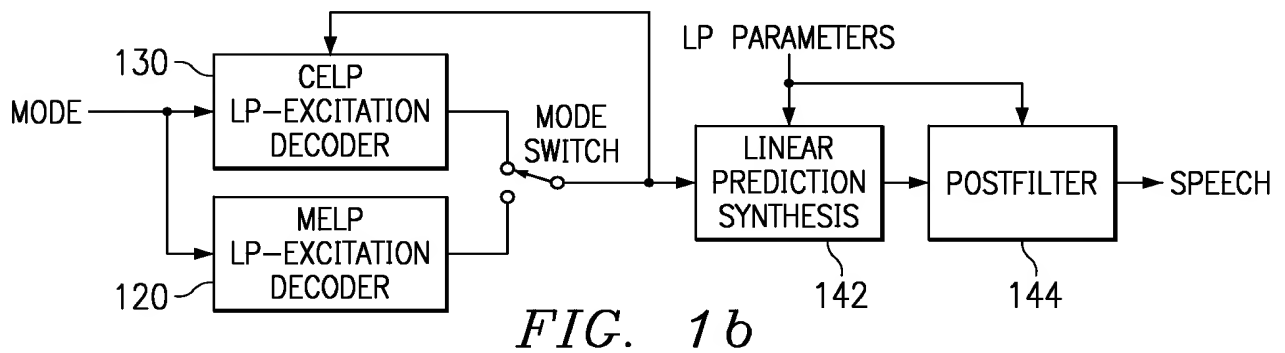 LP PARAMETERS
130
CELP
LP-EXCITATION
DECODER
MODE
MODE
SWITCH
LINEAR
PREDICTION
SYNTHESIS
POSTFILTER
SPEECH
MELP
LP-EXCITATION
DECODER
120
142
144
FIG. 1b